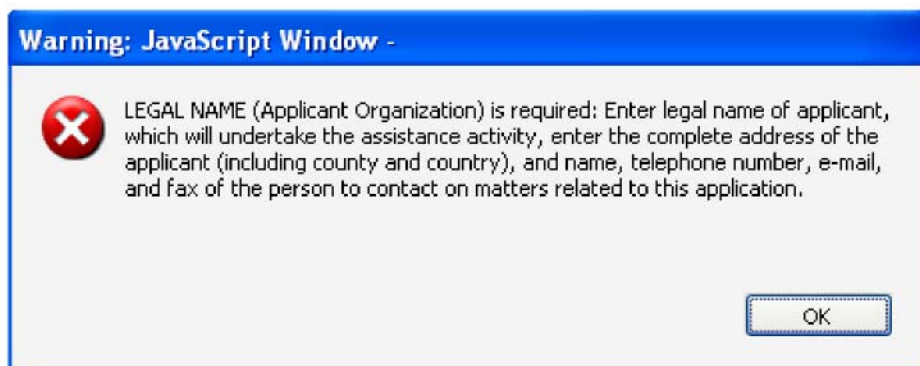 Warning: JavaScript Window -
LEGAL NAME (Applicant Organization) is required: Enter legal name of applicant,
which will undertake the assistance activity, enter the complete address of the
applicant (including county and country), and name, telephone number, e-mail,
and fax of the person to contact on matters related to this application.
OK